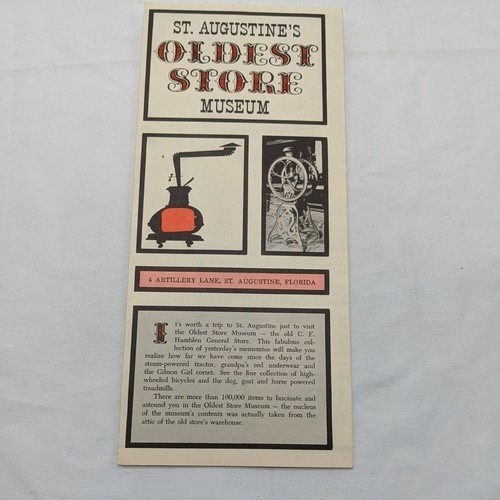 ST. AUGUSTINE'S
OLDEST
STORE
MUSEUM
4 ARTILLERY LANE, ST. AUGUSTINE, FLORIDA
It's worth a trip to St. Augustine just to visit
the Oldest Store Museum — the old C. F.
Hamblen General Store. This fabulous col-
lection of yesterday's mementos will make you
realize how far we have come since the days of the
steam-powered tractor, grandpa's red underwear and
the Gibson Girl corset. See the fine collection of high-
wheeled bicycles and the dog, goat and horse powered
treadmills.
There are more than 100,000 items to fascinate and
astound you in the Oldest Store Museum — the nucleus
of the museum's contents was actually taken from the
attic of the old store's warehouse.